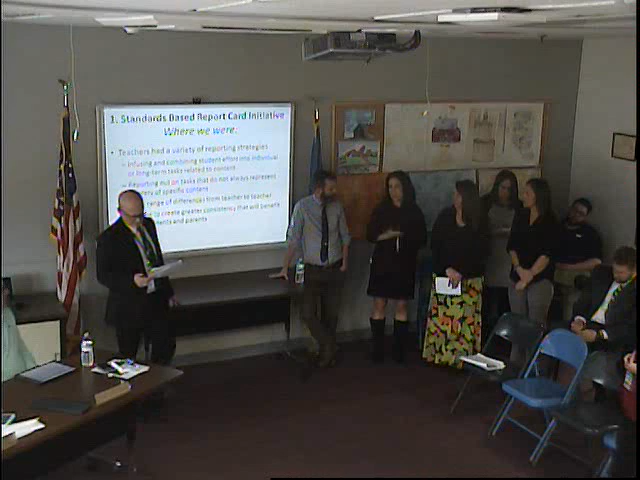 1. Standards Based Report Card Initiative
Where we were:
• Teachers had a variety of reporting strategies
– Infusing and combining student effort into individual
or long-term tasks related to content
– Reporting out on tasks that do not always represent
of specific content
range of differences from teacher to teacher
to create greater consistency that will benefit
and parents